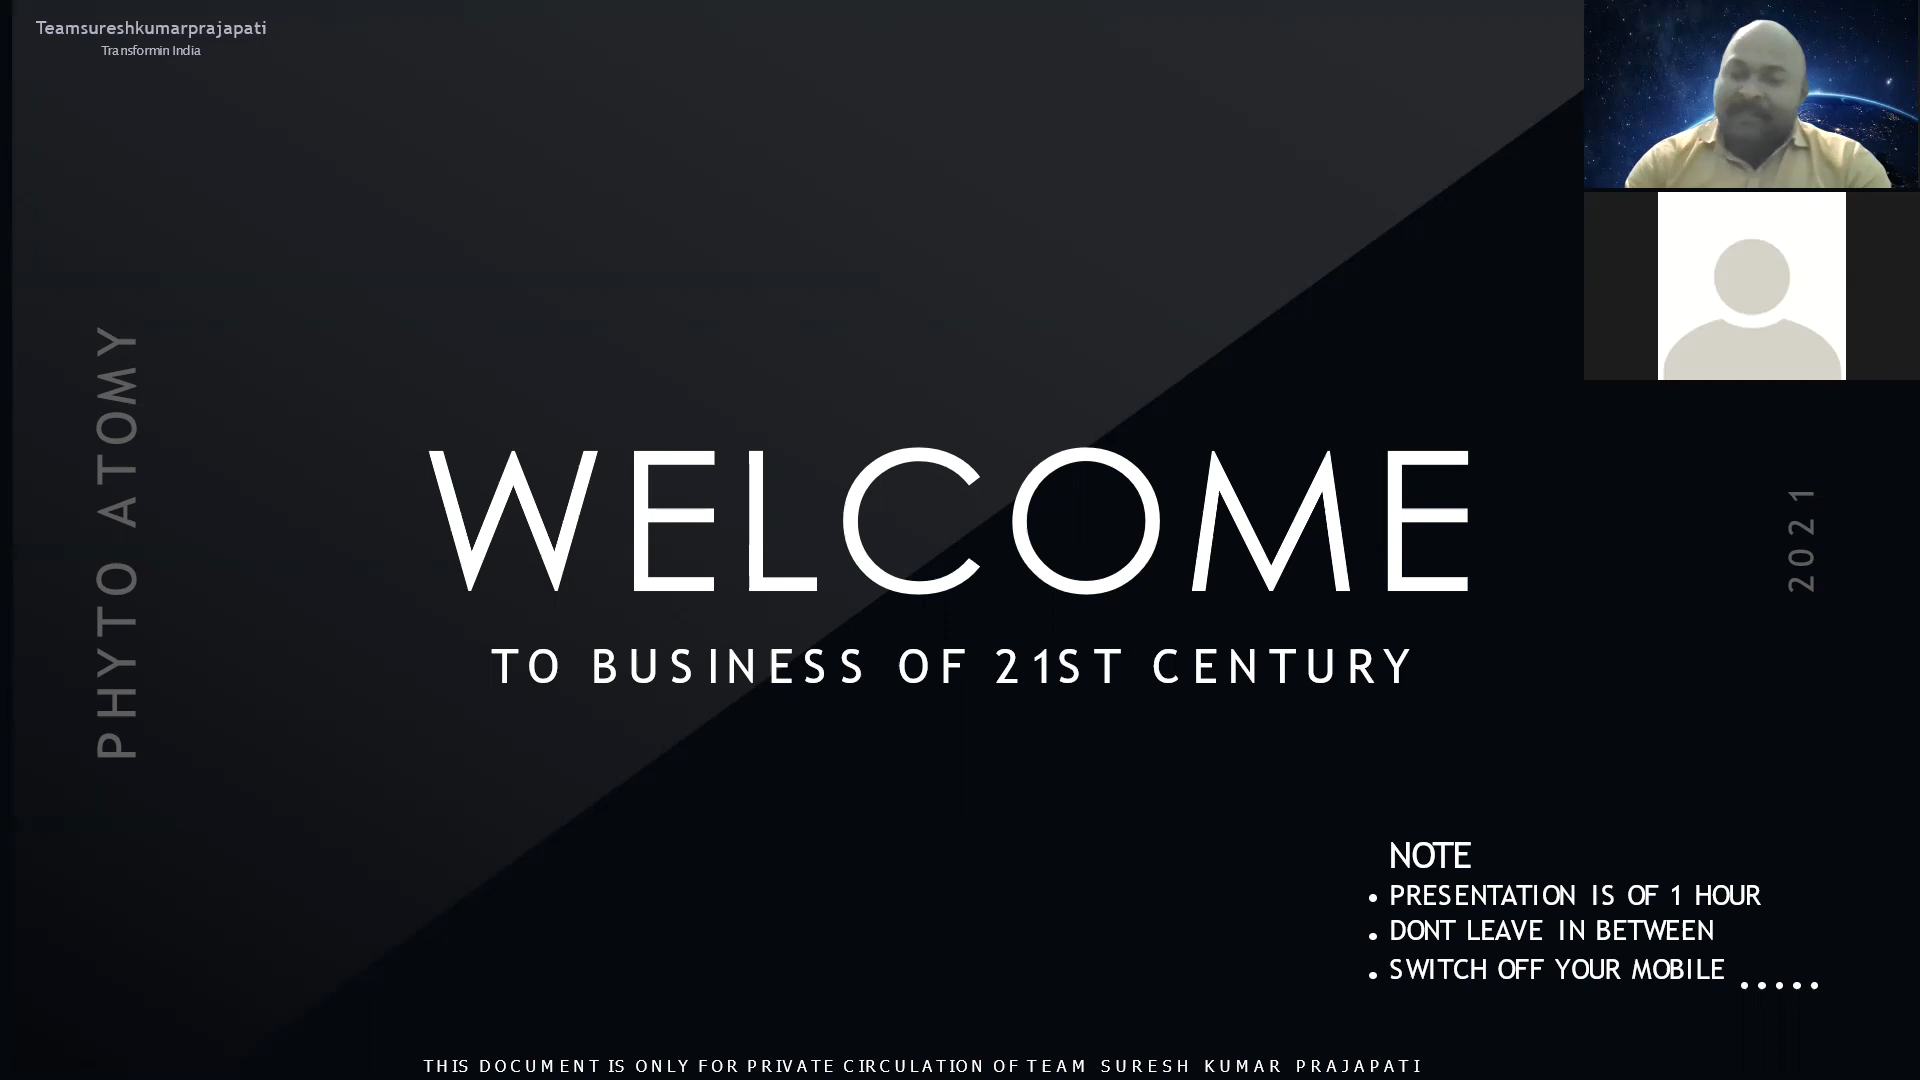 Teamsureshkumarprajapati
Transformin India
PHYTO ATOMY
WELCOME
TO BUSINESS OF 21ST CENTURY
2021
NOTE
• PRESENTATION IS OF 1 HOUR
• DONT LEAVE IN BETWEEN
• SWITCH OFF YOUR MOBILE .....
THIS DOCUMENT IS ONLY FOR PRIVATE CIRCULATION OF TEAM SURESH KUMAR PRAJAPATI